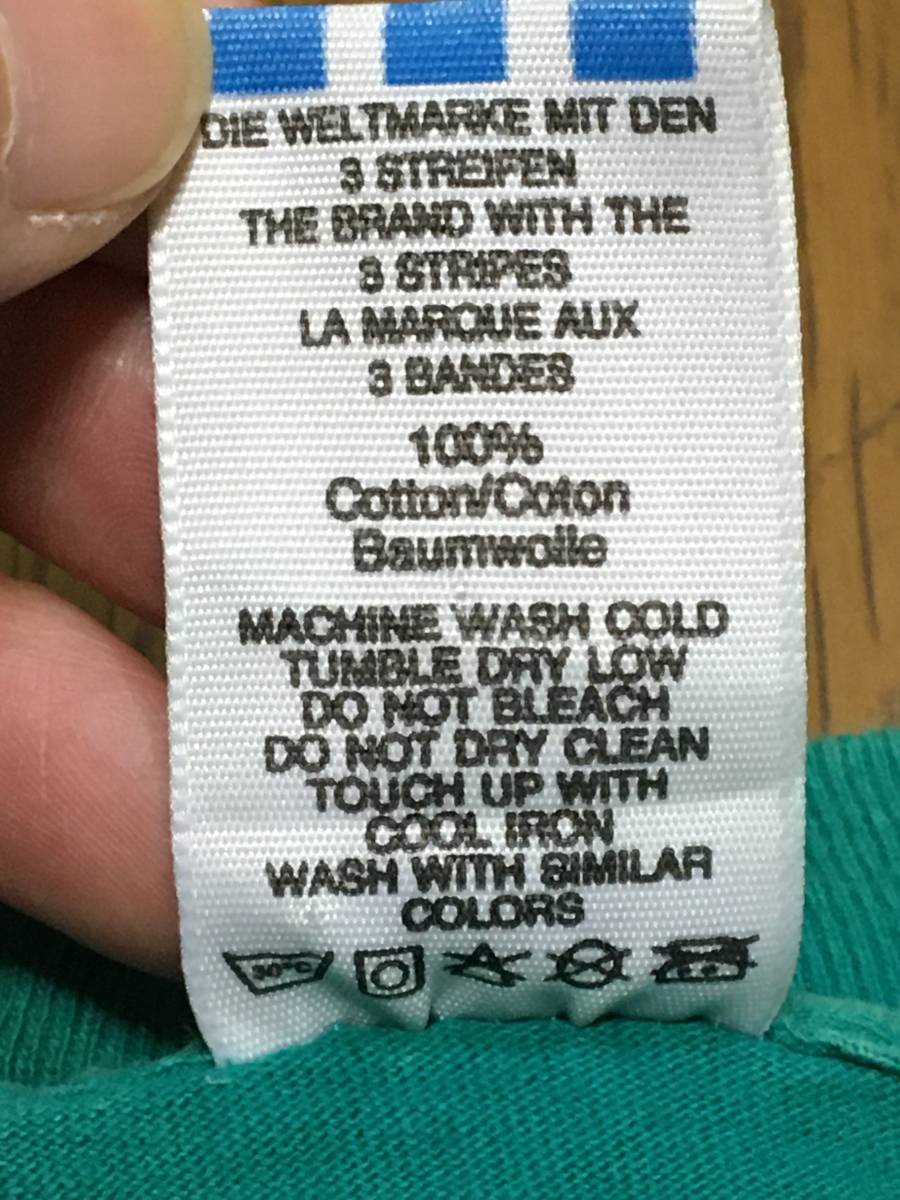 DIE WELTMARKE MIT DEN
3 STREIFEN
THE BRAND WITH THE
3 STRIPES
LA MARQUE AUX
3 BANDES
100%
Cotton/Coton
Baumwolle
MACHINE WASH COLD
TUMBLE DRY LOW
DO NOT BLEACH
DO NOT DRY CLEAN
TOUCH UP WITH
COOL IRON
WASH WITH SIMILAR
COLORS
30°C